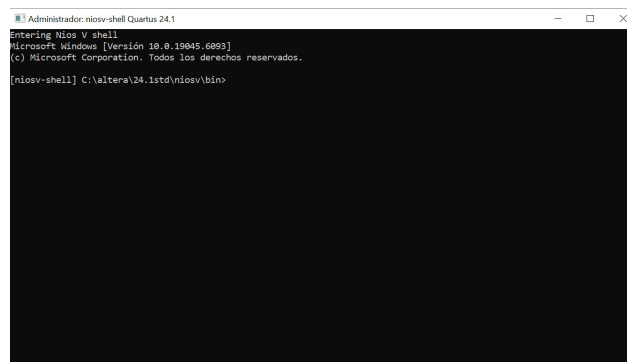 Administrador: niosv-shell Quartus 24.1
Entering Nios V shell
Microsoft Windows [Versión 10.0.19045.6093]
(c) Microsoft Corporation. Todos los derechos reservados.
[niosv-shell] C:\altera\24.1std\niosv\bin>